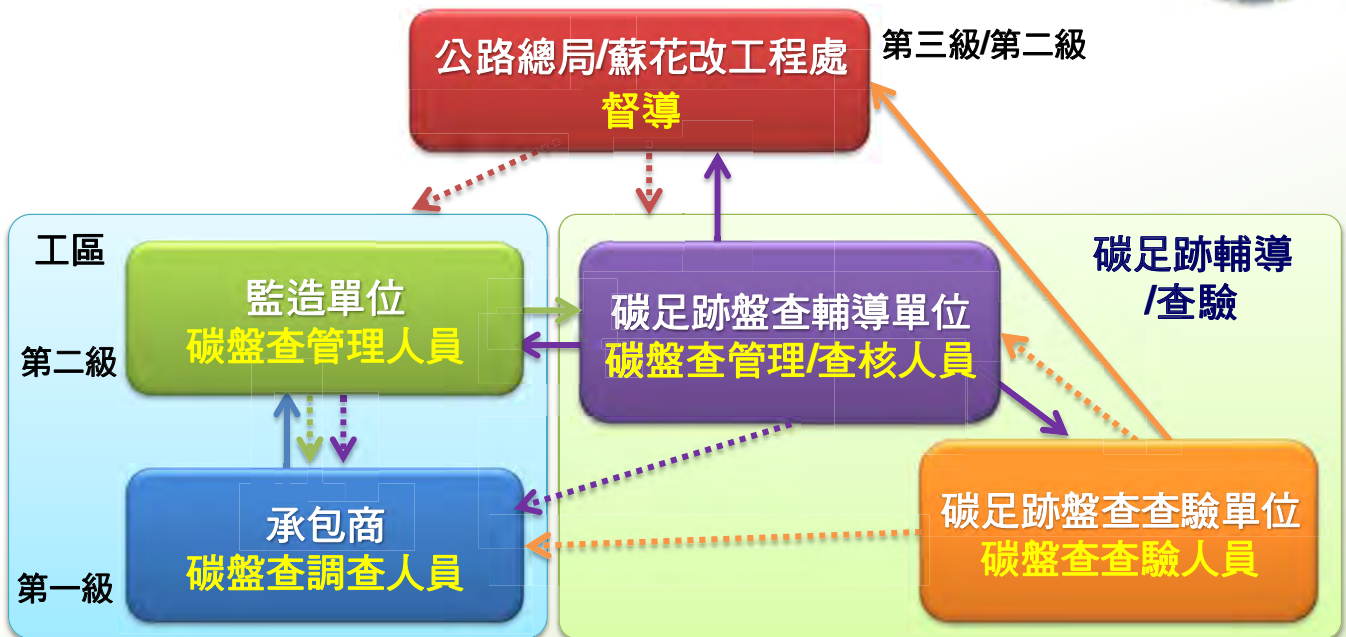 公路總局/蘇花改工程處
督導
第三級/第二級
工區
監造單位
碳盤查管理人員
第二級
承包商
碳盤查調查人員
第一級
碳足跡盤查輔導單位
碳盤查管理/查核人員
碳足跡輔導
/查驗
碳足跡盤查查驗單位
碳盤查查驗人員